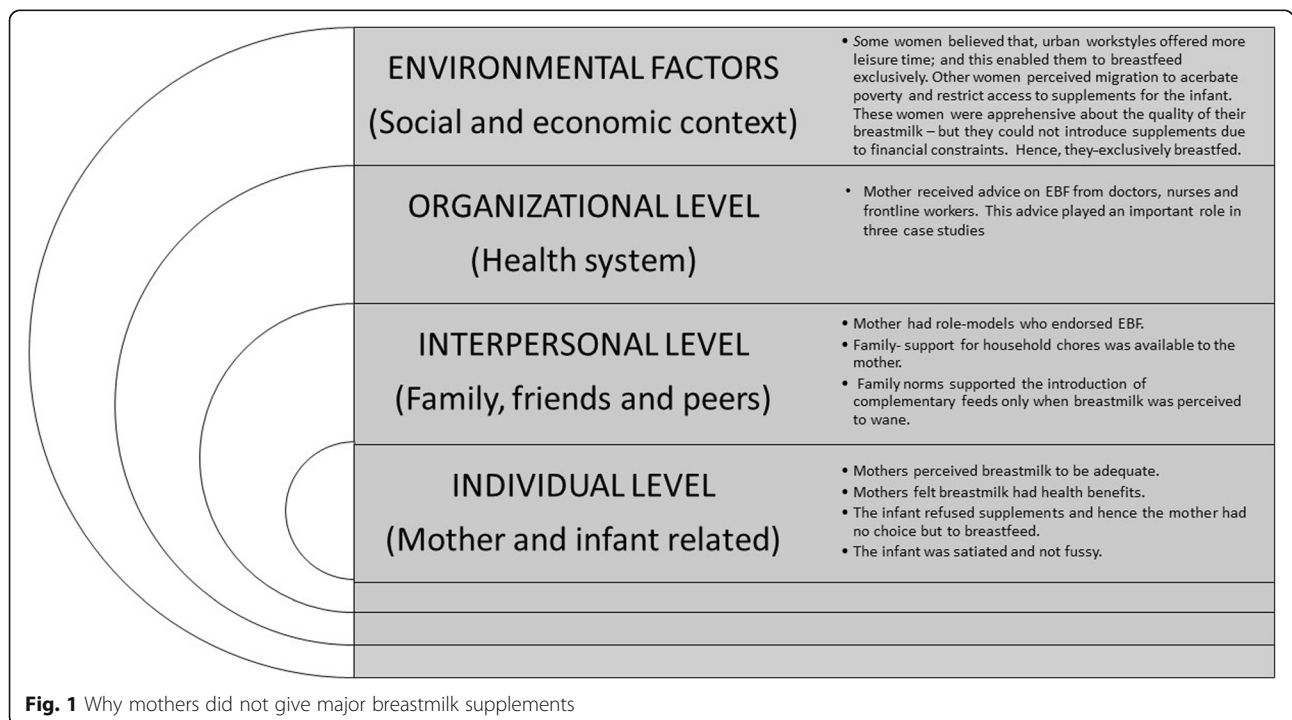 ENVIRONMENTAL FACTORS
(Social and economic context)
• Some women believed that, urban workstyles offered more
leisure time; and this enabled them to breastfeed
exclusively. Other women perceived migration to acerbate
poverty and restrict access to supplements for the infant.
These women were apprehensive about the quality of their
breastmilk – but they could not introduce supplements due
to financial constraints. Hence, they-exclusively breastfed.
ORGANIZATIONAL LEVEL
(Health system)
• Mother received advice on EBF from doctors, nurses and
frontline workers. This advice played an important role in
three case studies
INTERPERSONAL LEVEL
(Family, friends and peers)
• Mother had role-models who endorsed EBF.
• Family- support for household chores was available to the
mother.
• Family norms supported the introduction of
complementary feeds only when breastmilk was perceived
to wane.
INDIVIDUAL LEVEL
(Mother and infant related)
• Mothers perceived breastmilk to be adequate.
• Mothers felt breastmilk had health benefits.
• The infant refused supplements and hence the mother had
no choice but to breastfeed.
• The infant was satiated and not fussy.
Fig. 1 Why mothers did not give major breastmilk supplements